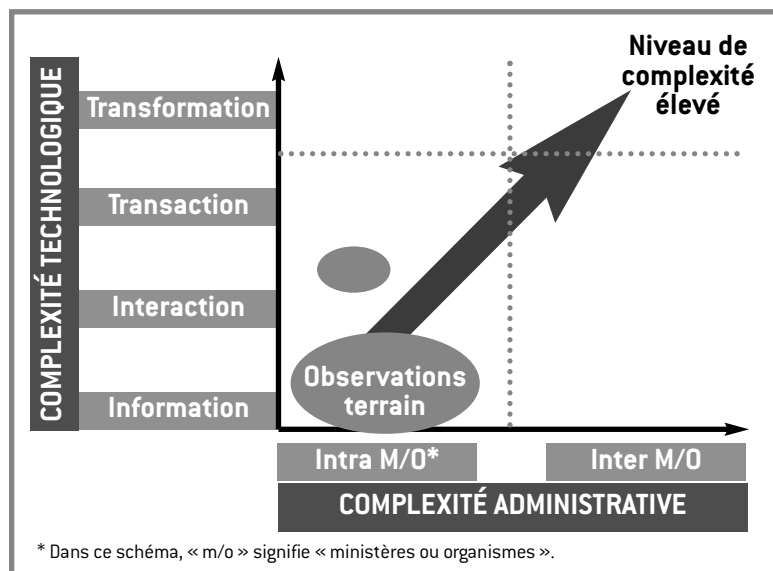 Niveau de
complexité
élevé
COMPLEXITÉ TECHNOLOGIQUE
Transformation
Transaction
Interaction
Information
Observations
terrain
Intra M/O*
Inter M/O
COMPLEXITÉ ADMINISTRATIVE
* Dans ce schéma, « m/o » signifie « ministères ou organismes ».